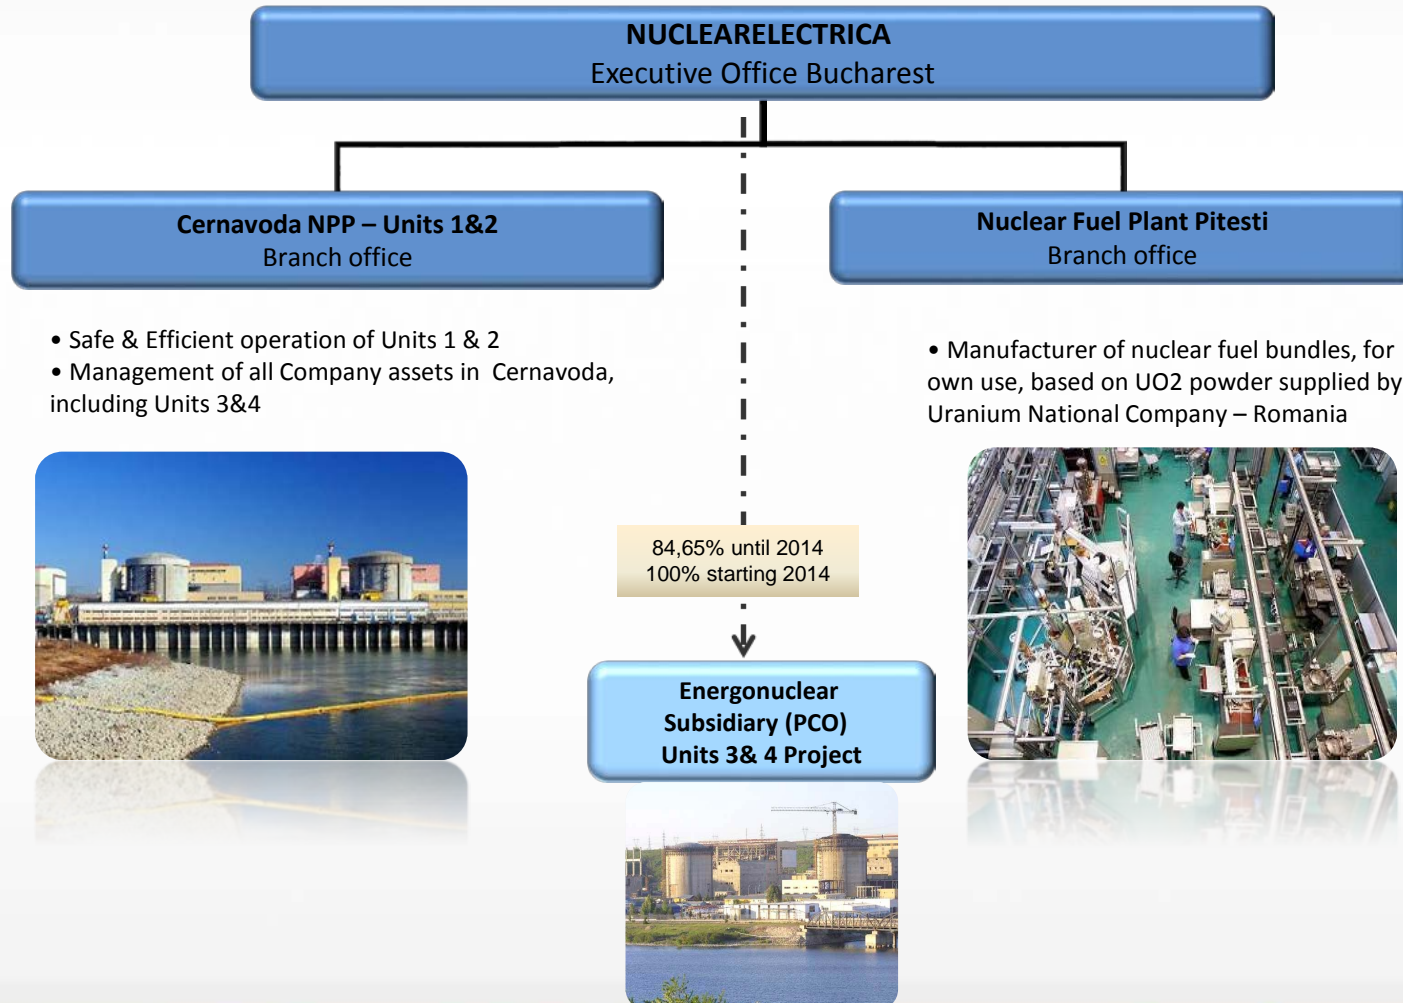 NUCLEARELECTRICA
Executive Office Bucharest
Cernavoda NPP – Units 1&2
Branch office
Nuclear Fuel Plant Pitesti
Branch office
• Safe & Efficient operation of Units 1 & 2
• Management of all Company assets in Cernavoda,
including Units 3&4
• Manufacturer of nuclear fuel bundles, for
own use, based on UO2 powder supplied by
Uranium National Company – Romania
84,65% until 2014
100% starting 2014
Energonuclear
Subsidiary (PCO)
Units 3& 4 Project